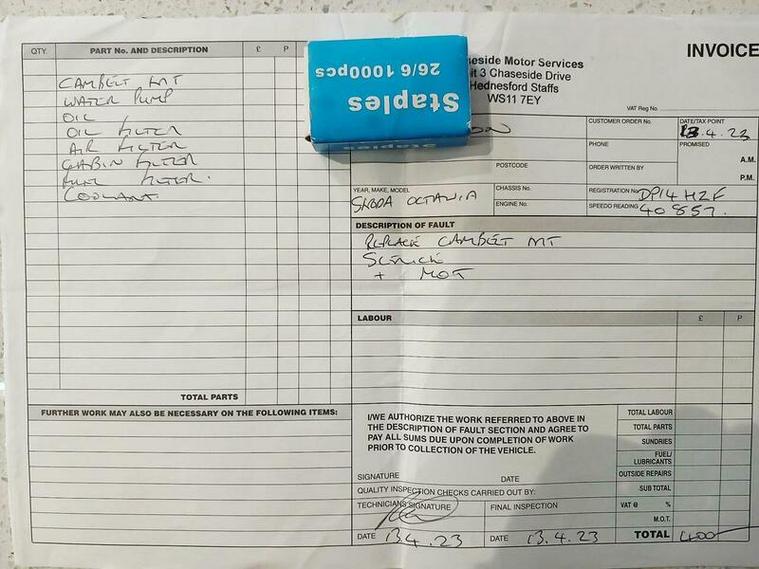 INVOICE
eside Motor Services
it 3 Chaseside Drive
Hednesford Staffs
WS11 7EY
VAT Reg No.
Staples
26/6 1000pcs
Staples
QTY. PART No. AND DESCRIPTION £ P
CAMBELT KIT
WATER PUMP
OIL
OIL FILTER
AIR FILTER
CABIN FILTER
FUEL FILTER.
COOLANT
TOTAL PARTS
FURTHER WORK MAY ALSO BE NECESSARY ON THE FOLLOWING ITEMS:
CUSTOMER ORDER No.
DATE/TAX POINT
13.4.23
PHONE
PROMISED
A.M.
P.M.
POSTCODE
ORDER WRITTEN BY
YEAR, MAKE, MODEL
SKODA OCTAVIA
CHASSIS No.
ENGINE No.
REGISTRATION No DP14 HZF
SPEEDO READING 40857.
DESCRIPTION OF FAULT
REPLACE CAMBELT KIT
SERVICE
+ MOT
LABOUR £ P
I/WE AUTHORIZE THE WORK REFERRED TO ABOVE IN
THE DESCRIPTION OF FAULT SECTION AND AGREE TO
PAY ALL SUMS DUE UPON COMPLETION OF WORK
PRIOR TO COLLECTION OF THE VEHICLE.
SIGNATURE DATE
QUALITY INSPECTION CHECKS CARRIED OUT BY:
TECHNICIANS SIGNATURE
FINAL INSPECTION
DATE 13.4.23
DATE 13.4.23
TOTAL LABOUR
TOTAL PARTS
SUNDRIES
FUEL/
LUBRICANTS
OUTSIDE REPAIRS
SUB TOTAL
VAT @ %
M.O.T.
TOTAL 400